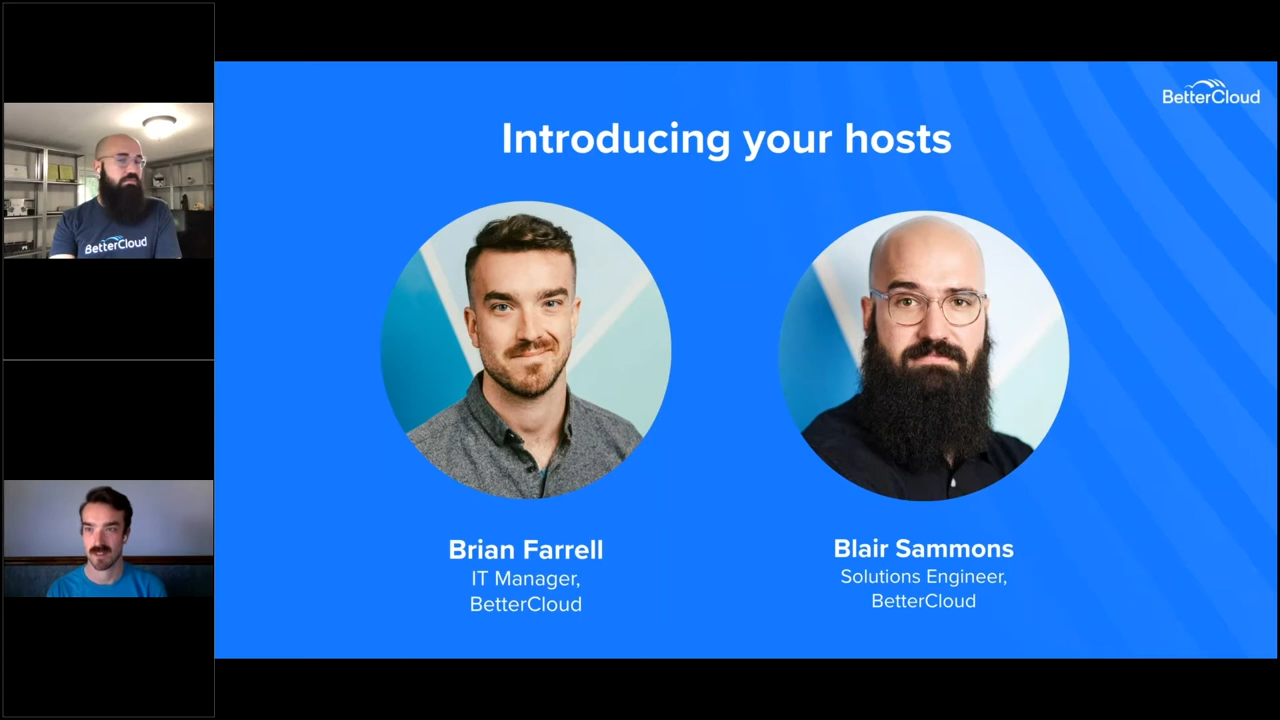 BetterCloud
Introducing your hosts
BetterCloud
Brian Farrell
IT Manager,
BetterCloud
Blair Sammons
Solutions Engineer,
BetterCloud